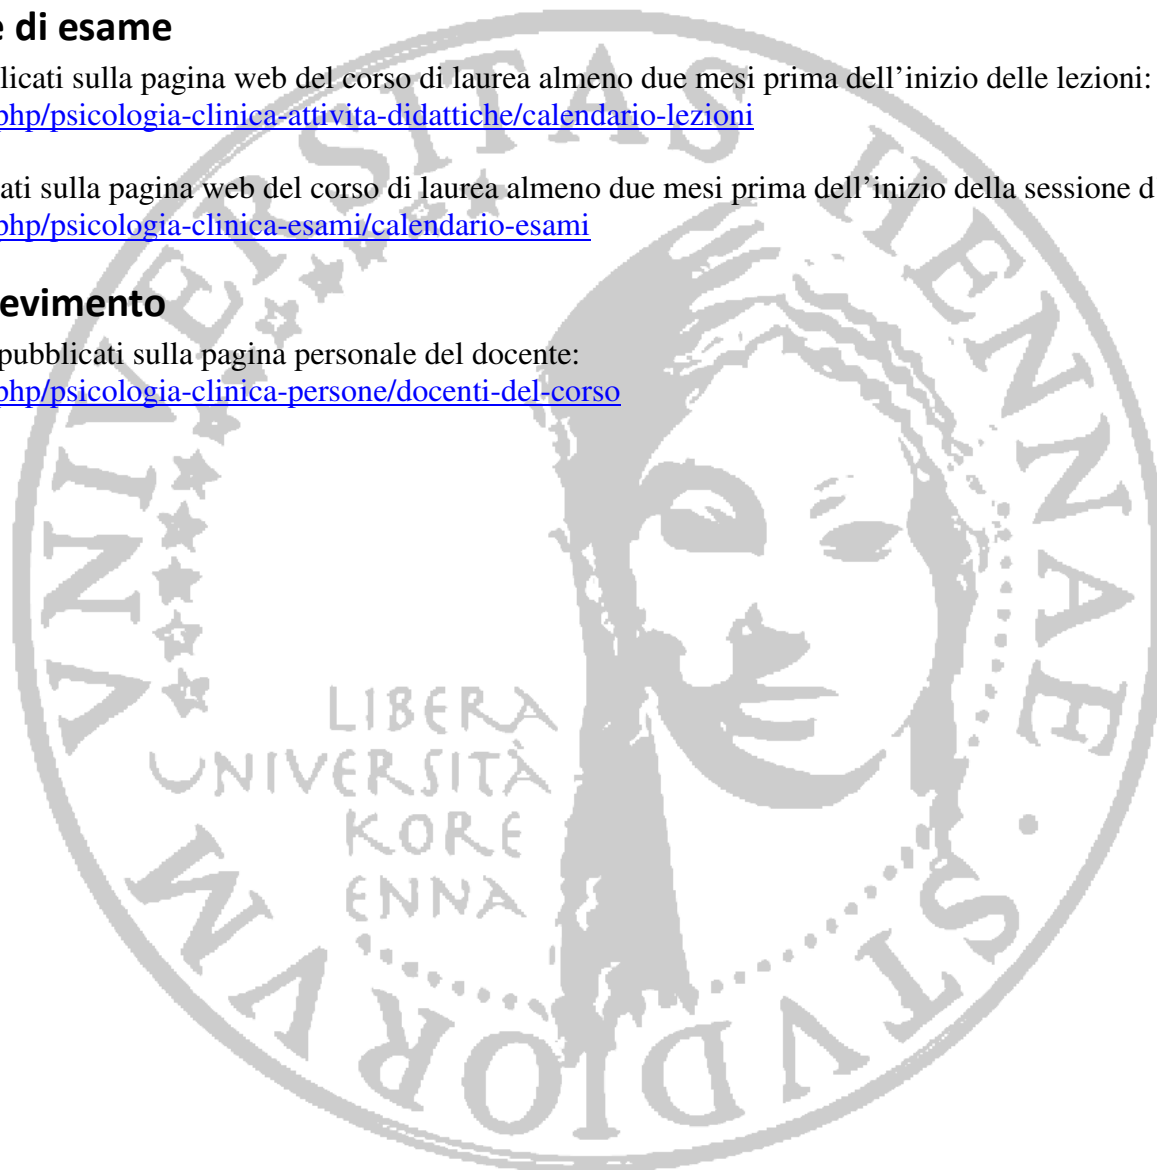 e di esame
licati sulla pagina web del corso di laurea almeno due mesi prima dell’inizio delle lezioni:
php/psicologia-clinica-attivita-didattiche/calendario-lezioni
ati sulla pagina web del corso di laurea almeno due mesi prima dell’inizio della sessione d
php/psicologia-clinica-esami/calendario-esami
evimento
pubblicati sulla pagina personale del docente:
php/psicologia-clinica-persone/docenti-del-corso
VNIVERSITAS HENNAE · STVDIORVM
LIBERA
UNIVERSITÀ
KORE
ENNA